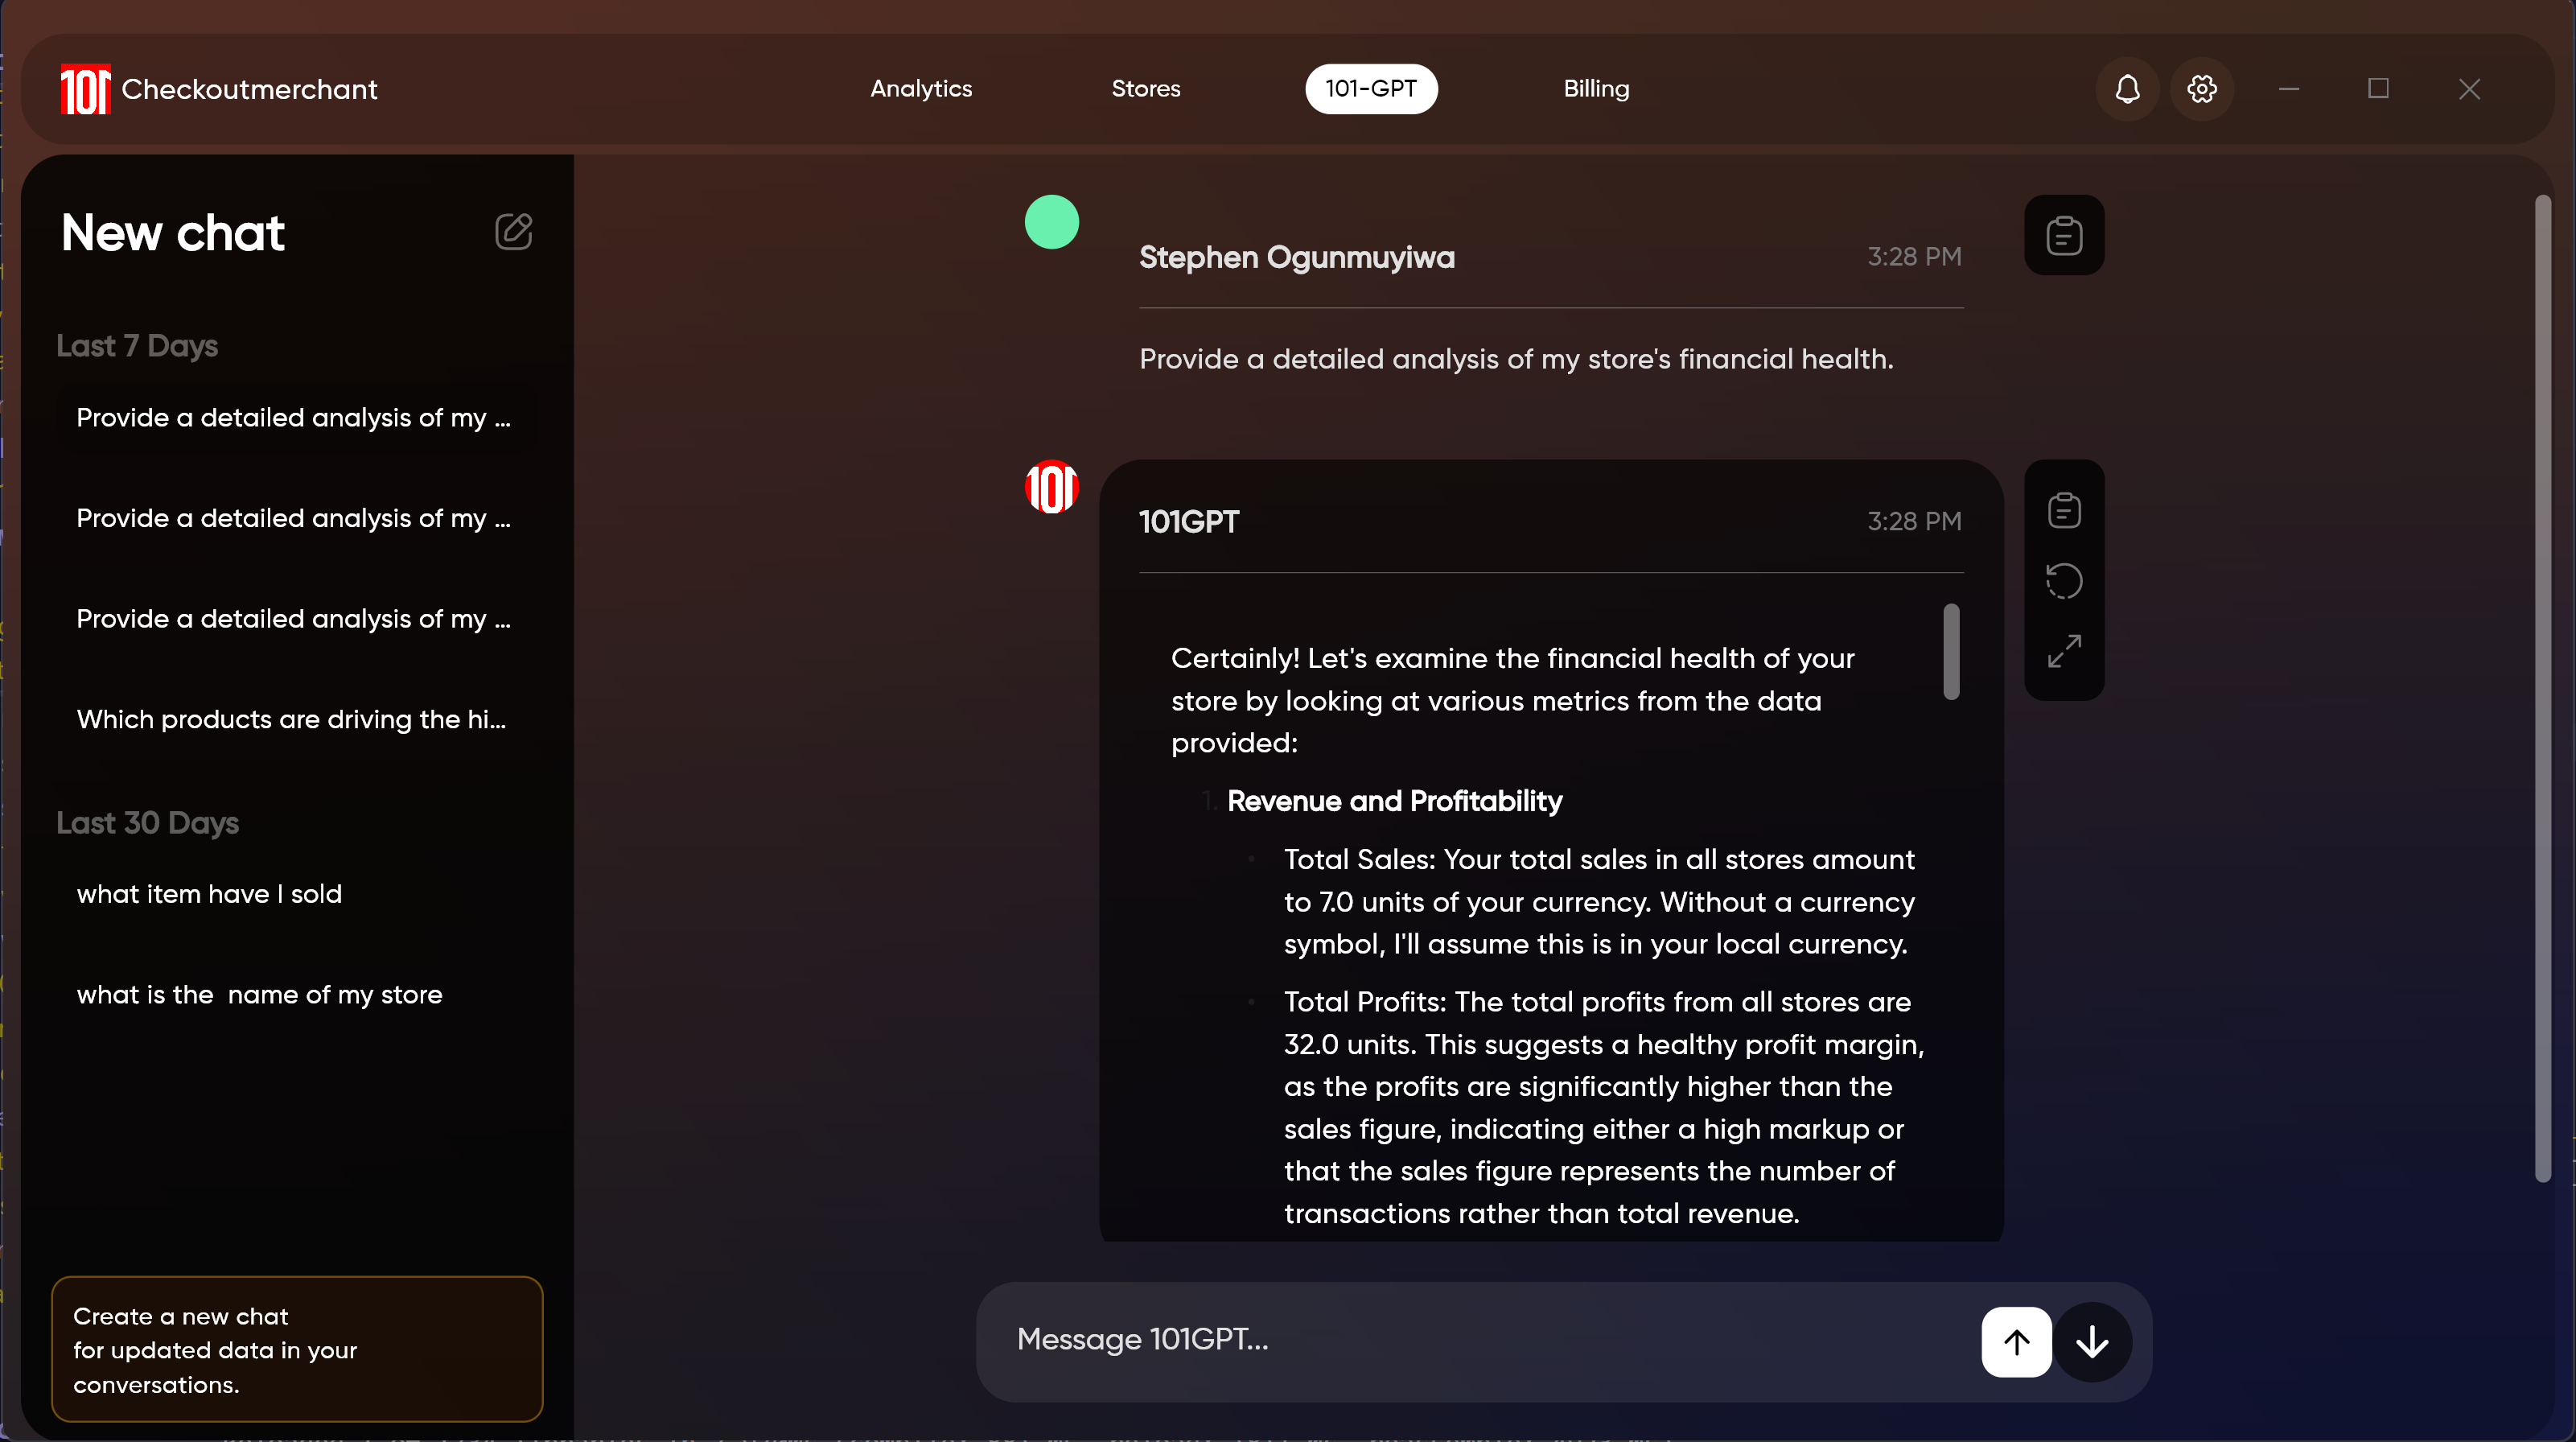 101 Checkoutmerchant
Analytics
Stores
101-GPT
Billing
New chat
Last 7 Days
Provide a detailed analysis of my ...
Provide a detailed analysis of my ...
Provide a detailed analysis of my ...
Which products are driving the hi...
Last 30 Days
what item have I sold
what is the name of my store
Create a new chat
for updated data in your
conversations.
Stephen Ogunmuyiwa
3:28 PM
Provide a detailed analysis of my store's financial health.
101
101GPT
3:28 PM
Certainly! Let's examine the financial health of your
store by looking at various metrics from the data
provided:
1. Revenue and Profitability
Total Sales: Your total sales in all stores amount
to 7.0 units of your currency. Without a currency
symbol, I'll assume this is in your local currency.
Total Profits: The total profits from all stores are
32.0 units. This suggests a healthy profit margin,
as the profits are significantly higher than the
sales figure, indicating either a high markup or
that the sales figure represents the number of
transactions rather than total revenue.
Message 101GPT...